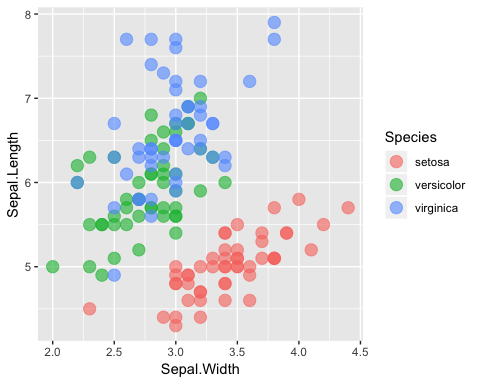 8
7
6
5
Sepal.Length
2.0 2.5 3.0 3.5 4.0 4.5
Sepal.Width
Species
setosa
versicolor
virginica